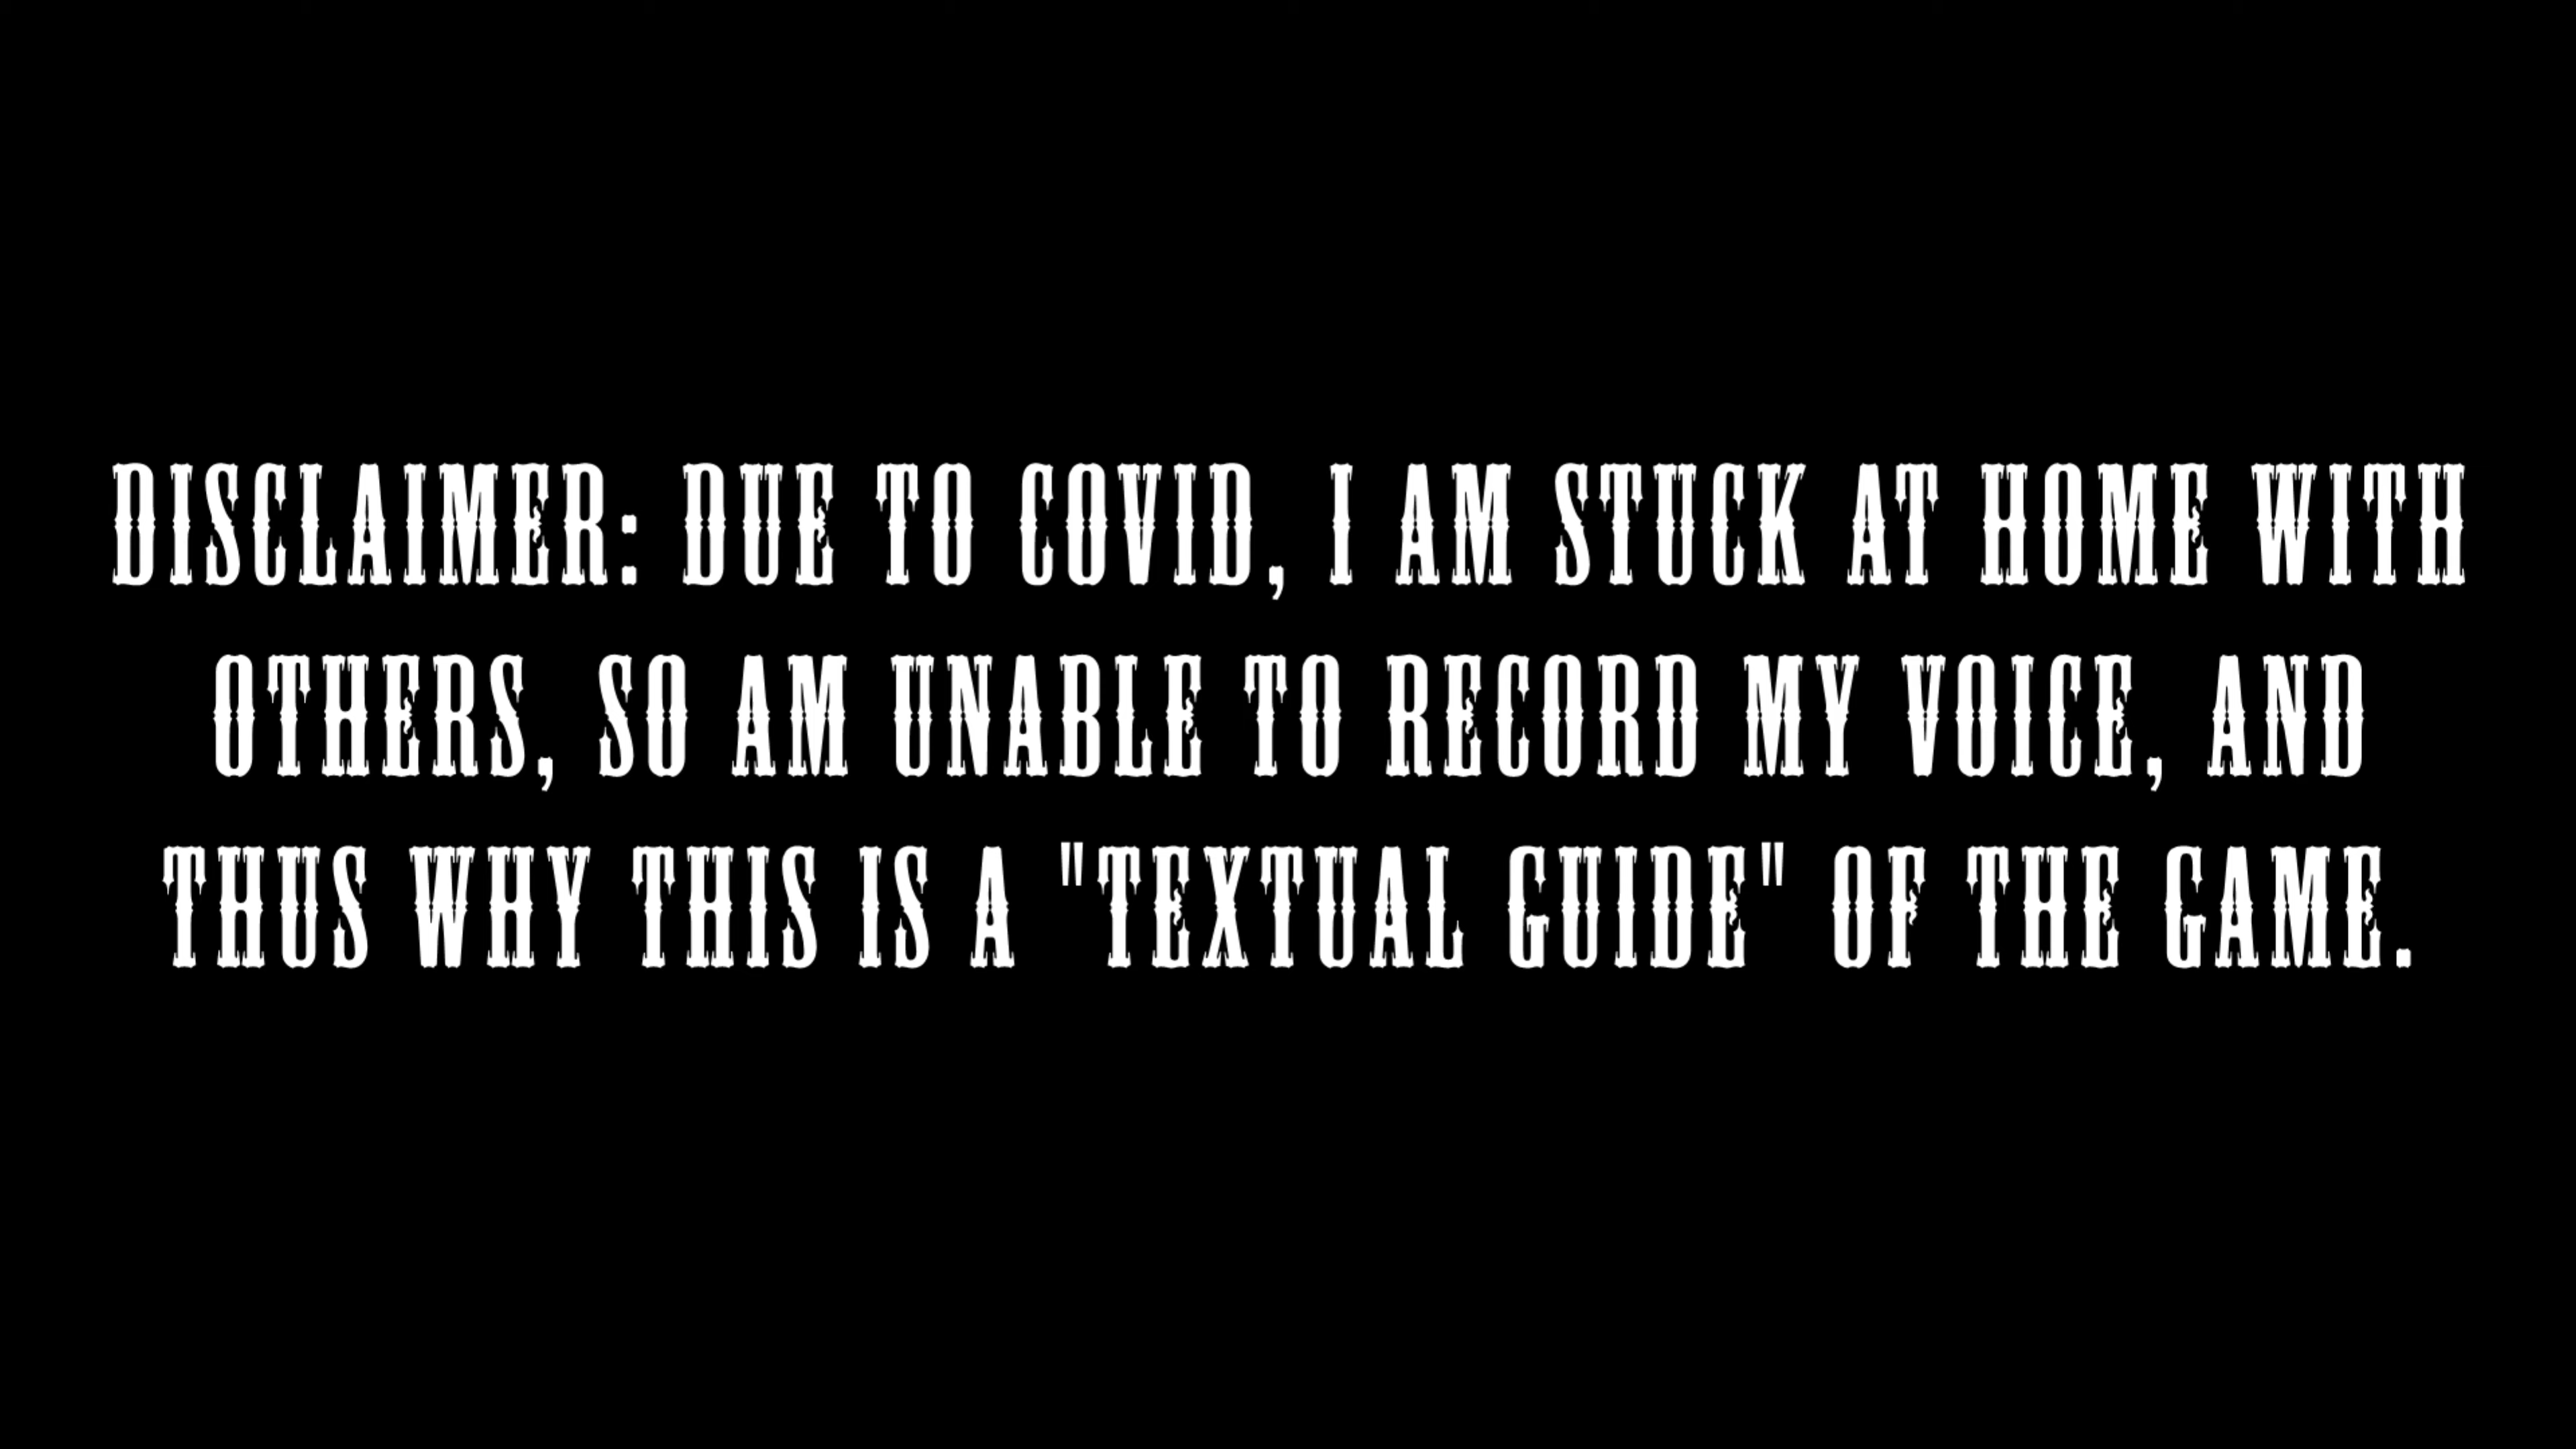 DISCLAIMER: DUE TO COVID, I AM STUCK AT HOME WITH
OTHERS, SO AM UNABLE TO RECORD MY VOICE, AND
THUS WHY THIS IS A "TEXTUAL GUIDE" OF THE GAME.